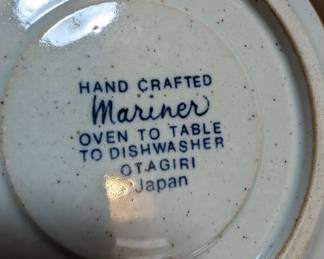 HAND CRAFTED
Mariner
OVEN TO TABLE
TO DISHWASHER
OTAGIRI
Japan